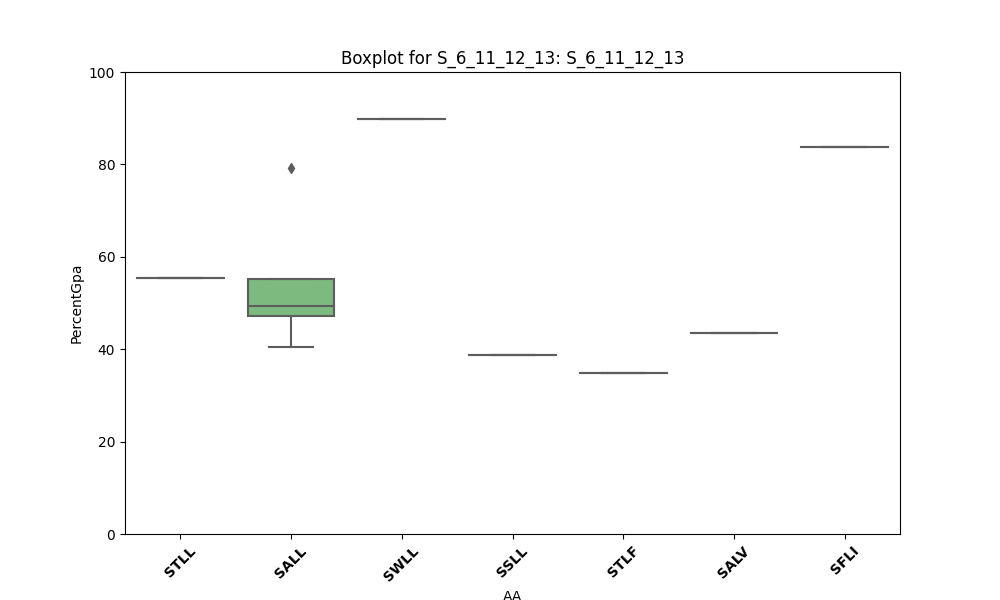 Boxplot for S_6_11_12_13: S_6_11_12_13
100
80
60
40
20
0
PercentGpa
STLL SALL SWLL SSLL STLF SALV SFLI
AA